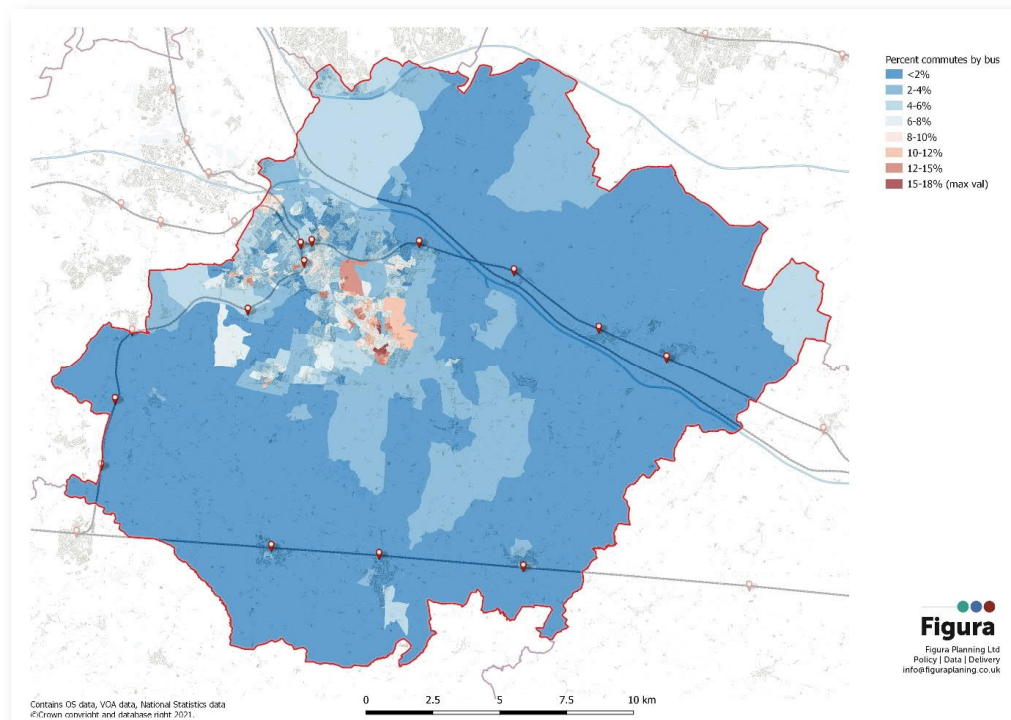 Percent commutes by bus
<2%
2-4%
4-6%
6-8%
8-10%
10-12%
12-15%
15-18% (max val)
Figura
Figura Planning Ltd
Policy | Data | Delivery
info@figuraplaning.co.uk
Contains OS data, VOA data, National Statistics data
©Crown copyright and database right 2021.
0 2.5 5 7.5 10 km